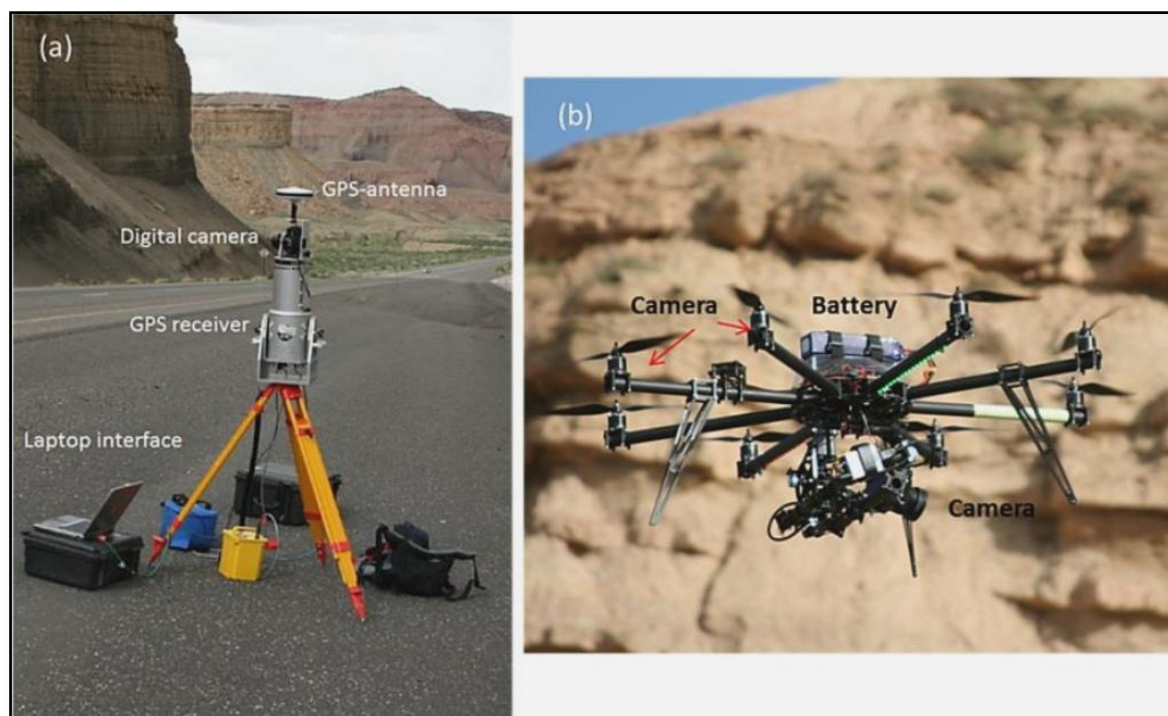 (a)
GPS-antenna
Digital camera
GPS receiver
Laptop interface
(b)
Camera
Battery
Camera